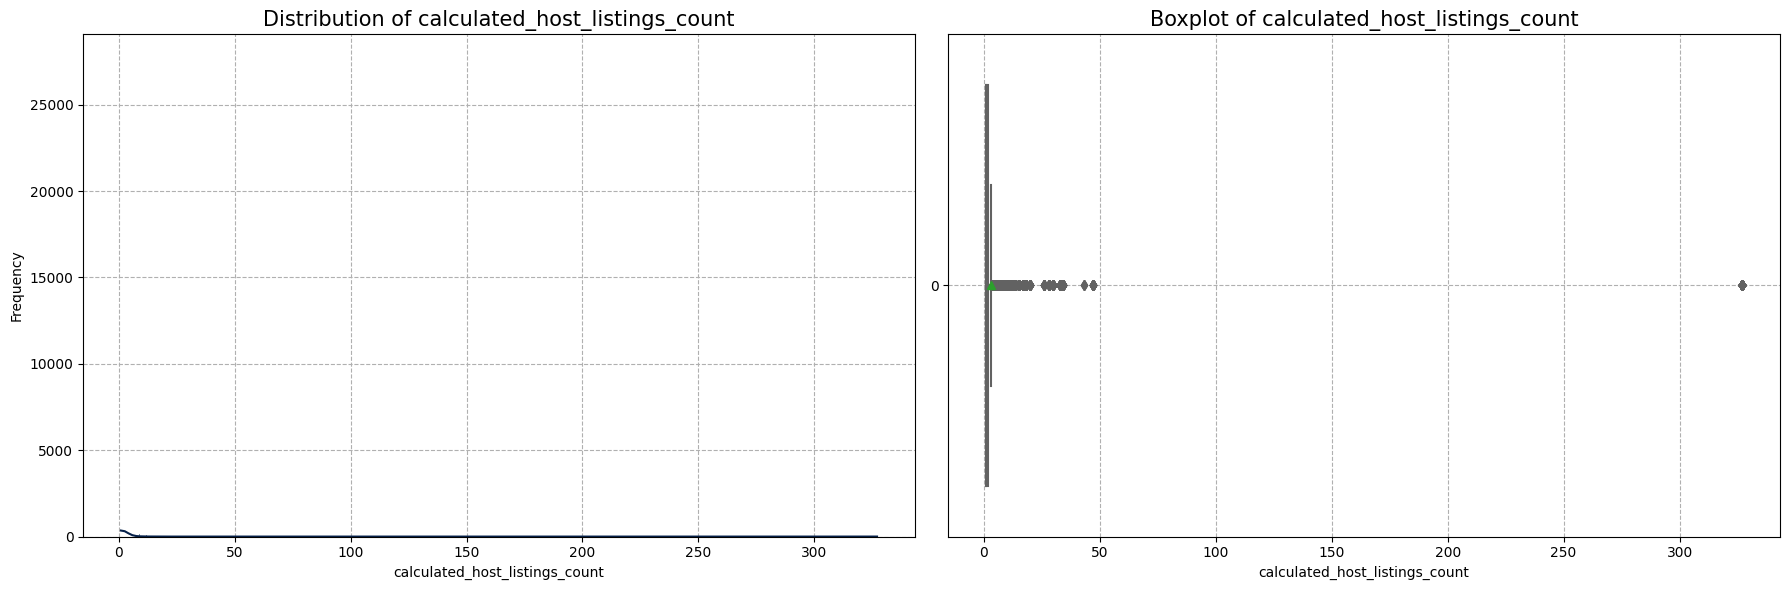 Distribution of calculated_host_listings_count
Frequency
25000
20000
15000
10000
5000
0
0 50 100 150 200 250 300
calculated_host_listings_count
Boxplot of calculated_host_listings_count
0
0 50 100 150 200 250 300
calculated_host_listings_count